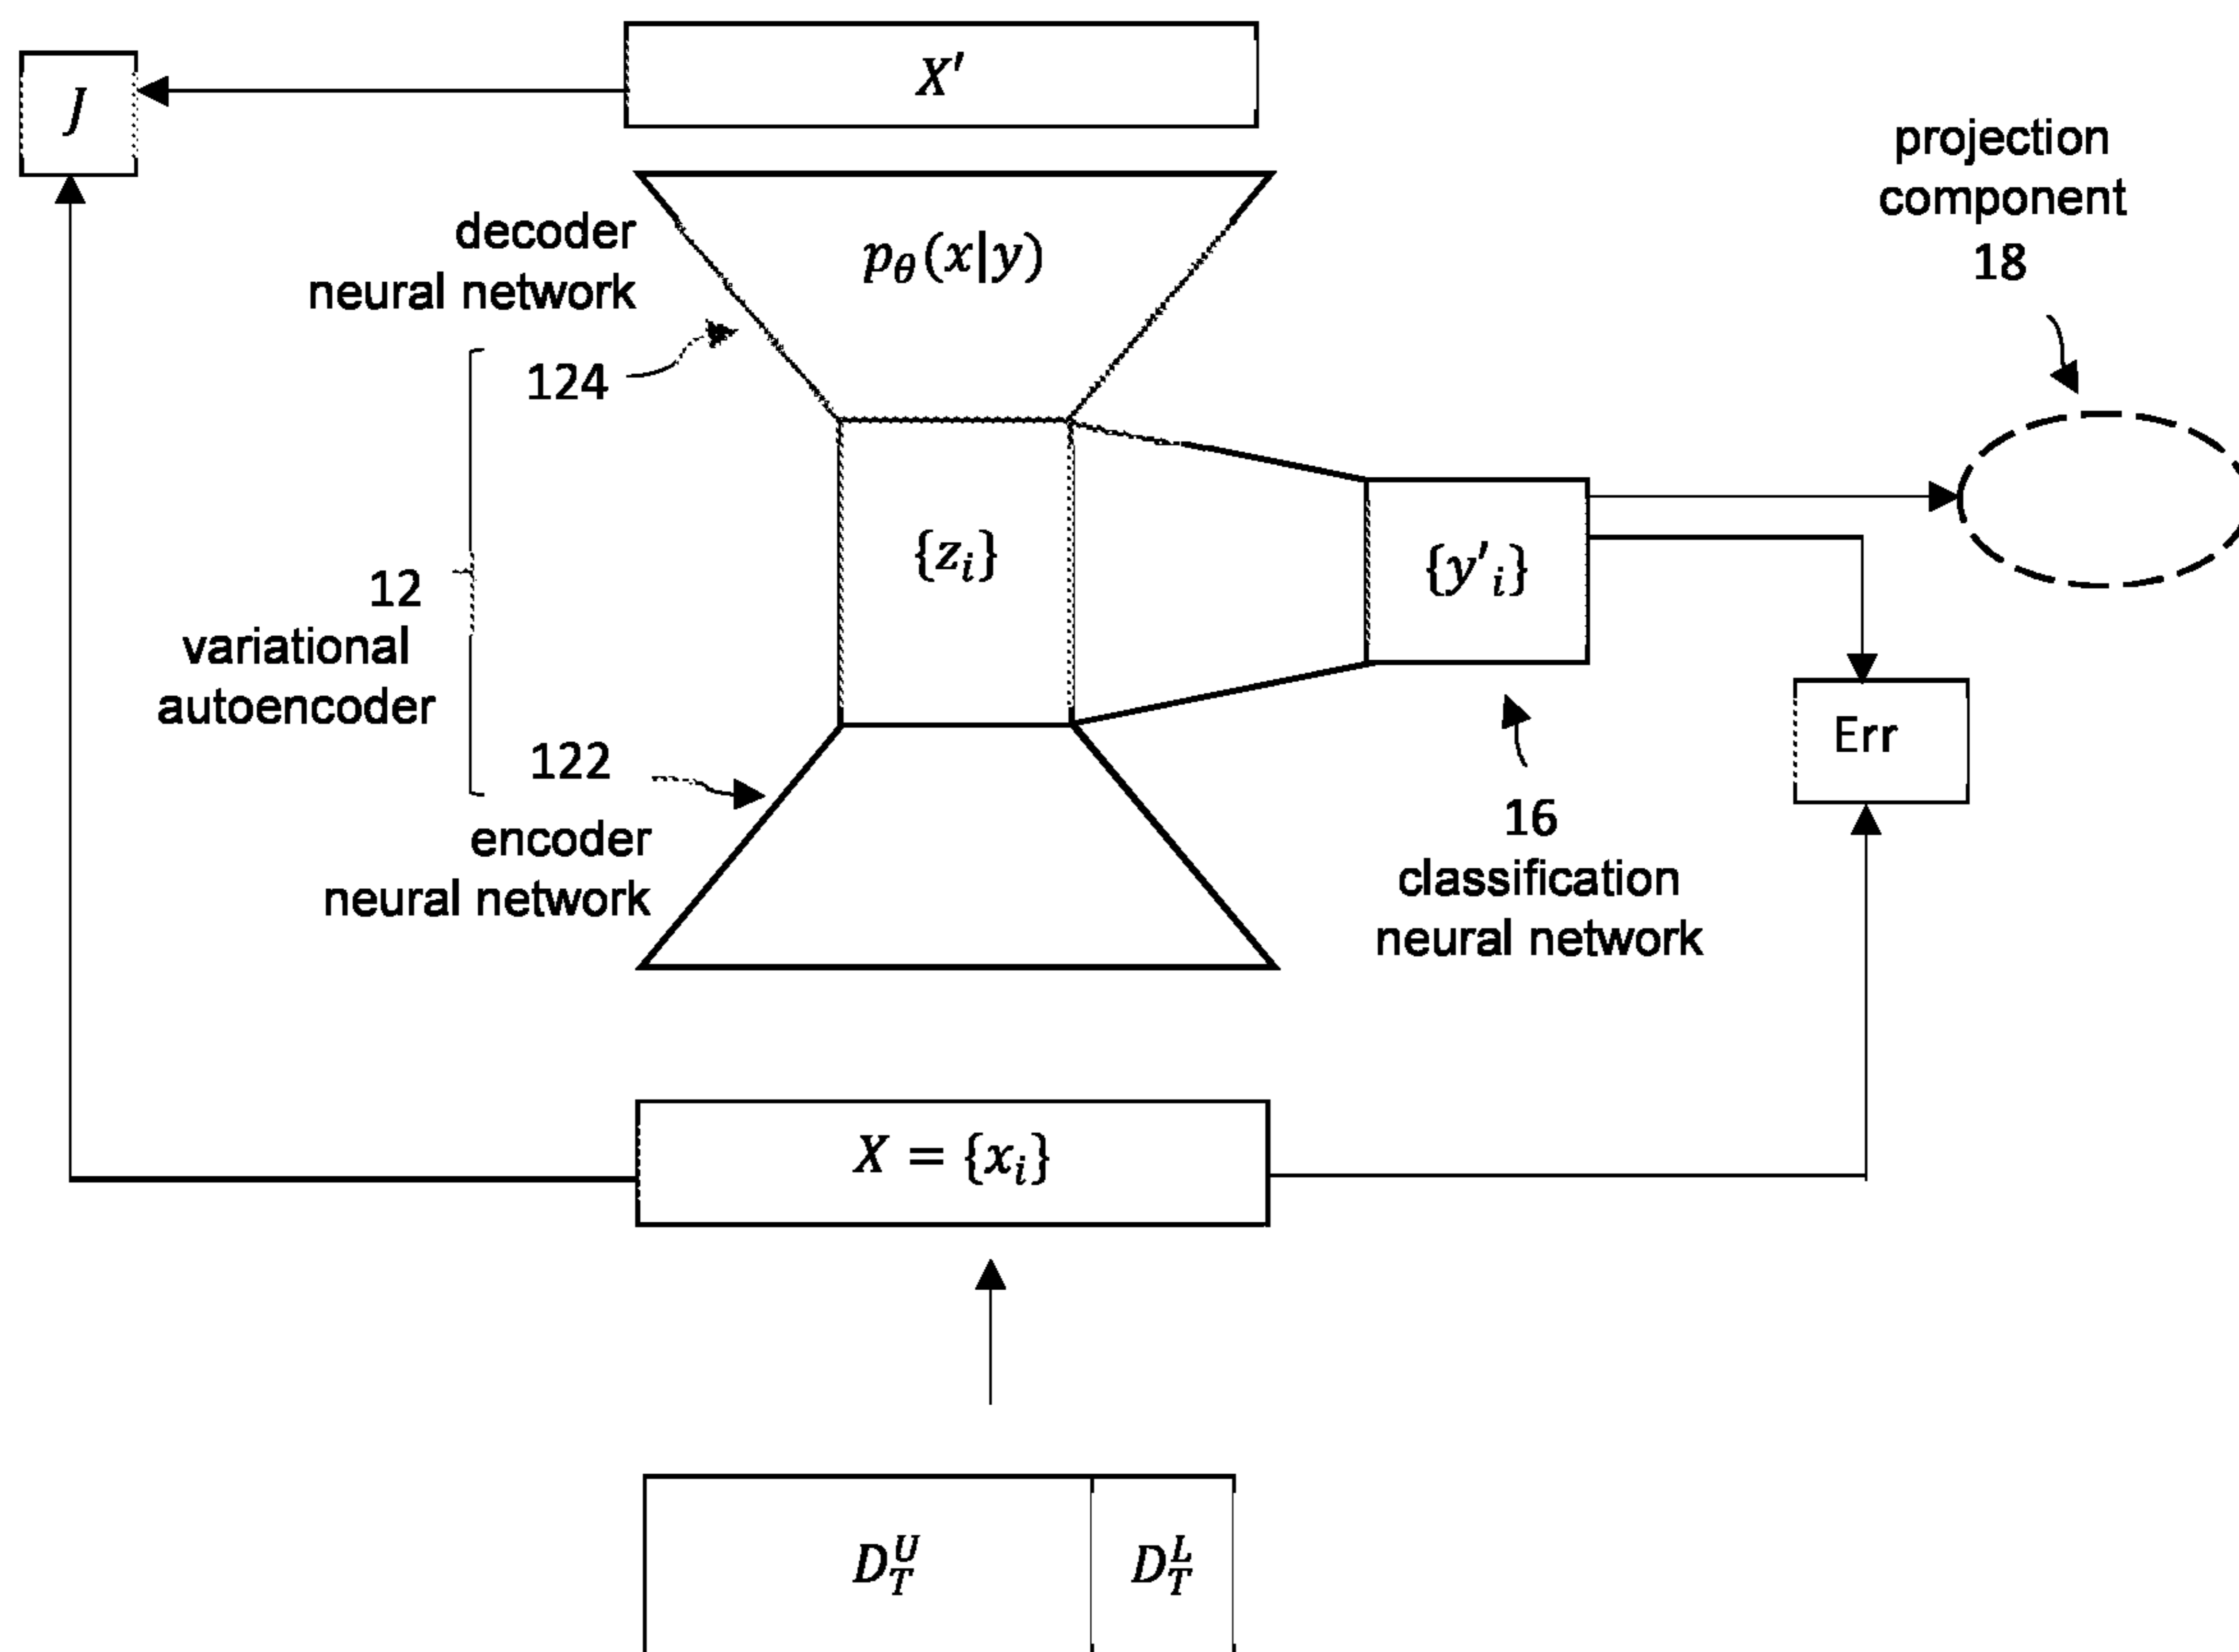 X′
J
projection
component
18
decoder
neural network
124
p_θ(x|y)
{z_i}
{y′_i}
12
variational
autoencoder
Err
122
encoder
neural network
16
classification
neural network
X = {x_i}
D_T^U
D_T^L